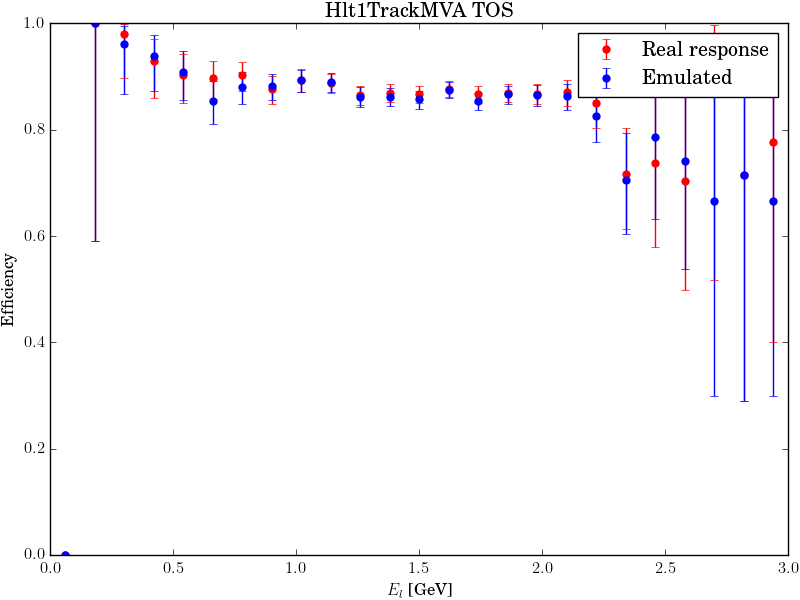 Hlt1TrackMVA TOS
Real response
Emulated
Efficiency
1.0
0.8
0.6
0.4
0.2
0.0
0.0 0.5 1.0 1.5 2.0 2.5 3.0
E_l [GeV]